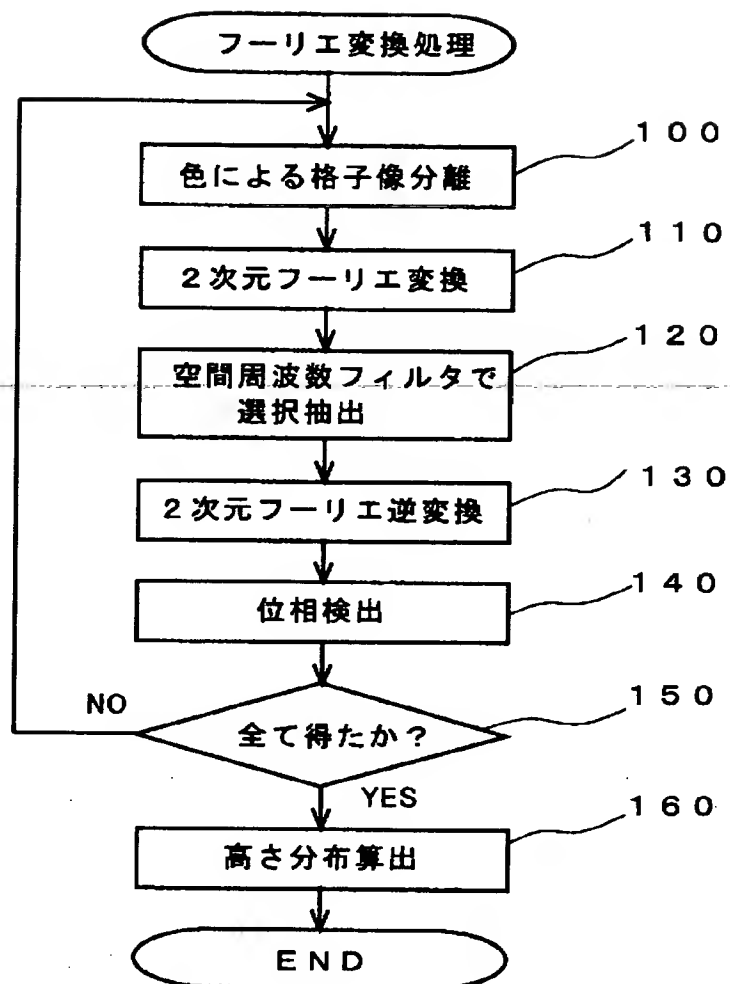 フーリエ変換処理
100
色による格子像分離
110
2次元フーリエ変換
120
空間周波数フィルタで
選択抽出
130
2次元フーリエ逆変換
140
位相検出
150
NO
全て得たか?
YES
160
高さ分布算出
END